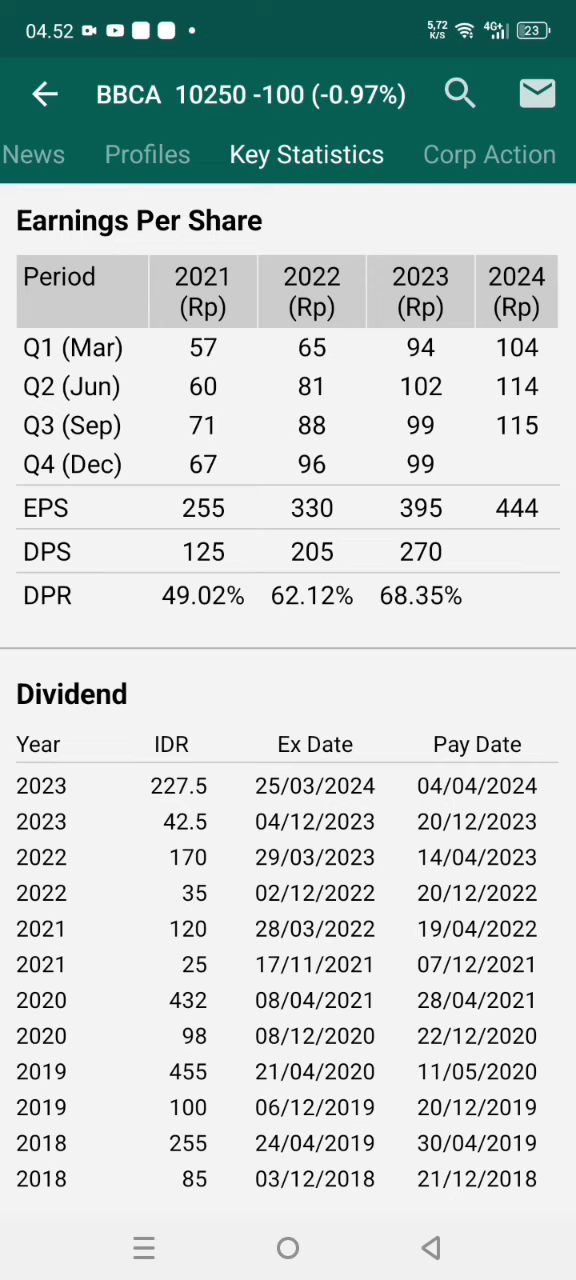 04.52 5,72 K/S 4G+ 23
BBCA 10250 -100 (-0.97%)
News Profiles Key Statistics Corp Action
Earnings Per Share
Period 2021 (Rp) 2022 (Rp) 2023 (Rp) 2024 (Rp)
Q1 (Mar) 57 65 94 104
Q2 (Jun) 60 81 102 114
Q3 (Sep) 71 88 99 115
Q4 (Dec) 67 96 99
EPS 255 330 395 444
DPS 125 205 270
DPR 49.02% 62.12% 68.35%
Dividend
Year IDR Ex Date Pay Date
2023 227.5 25/03/2024 04/04/2024
2023 42.5 04/12/2023 20/12/2023
2022 170 29/03/2023 14/04/2023
2022 35 02/12/2022 20/12/2022
2021 120 28/03/2022 19/04/2022
2021 25 17/11/2021 07/12/2021
2020 432 08/04/2021 28/04/2021
2020 98 08/12/2020 22/12/2020
2019 455 21/04/2020 11/05/2020
2019 100 06/12/2019 20/12/2019
2018 255 24/04/2019 30/04/2019
2018 85 03/12/2018 21/12/2018